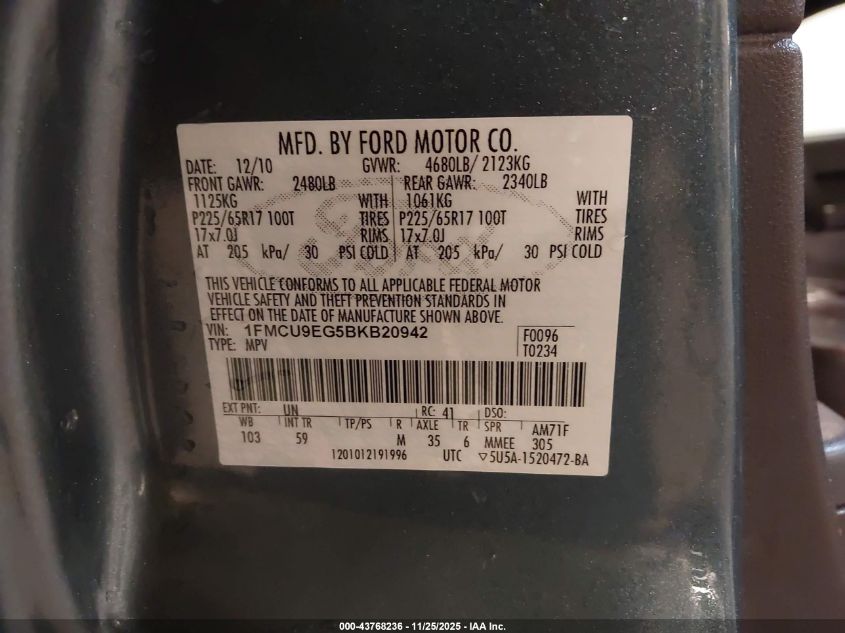 MFD. BY FORD MOTOR CO.
DATE: 12/10 GVWR: 4680LB/ 2123KG
FRONT GAWR: 2480LB REAR GAWR: 2340LB
1125KG WITH 1061KG WITH
P225/65R17 100T TIRES P225/65R17 100T TIRES
17x7.0J RIMS 17x7.0J RIMS
AT 205 kPa/ 30 PSI COLD AT 205 kPa/ 30 PSI COLD
THIS VEHICLE CONFORMS TO ALL APPLICABLE FEDERAL MOTOR
VEHICLE SAFETY AND THEFT PREVENTION STANDARDS IN
EFFECT ON THE DATE OF MANUFACTURE SHOWN ABOVE.
VIN: 1FMCU9EG5BKB20942 F0096
TYPE: MPV T0234
EXT PNT: UN RC: 41 DSO:
WB INT TR TP/PS R AXLE TR SPR AM71F
103 59 M 35 6 MMEE 305
1201012191996 UTC ▽5U5A-1520472-BA
000-43768236 - 11/25/2025 - IAA Inc.